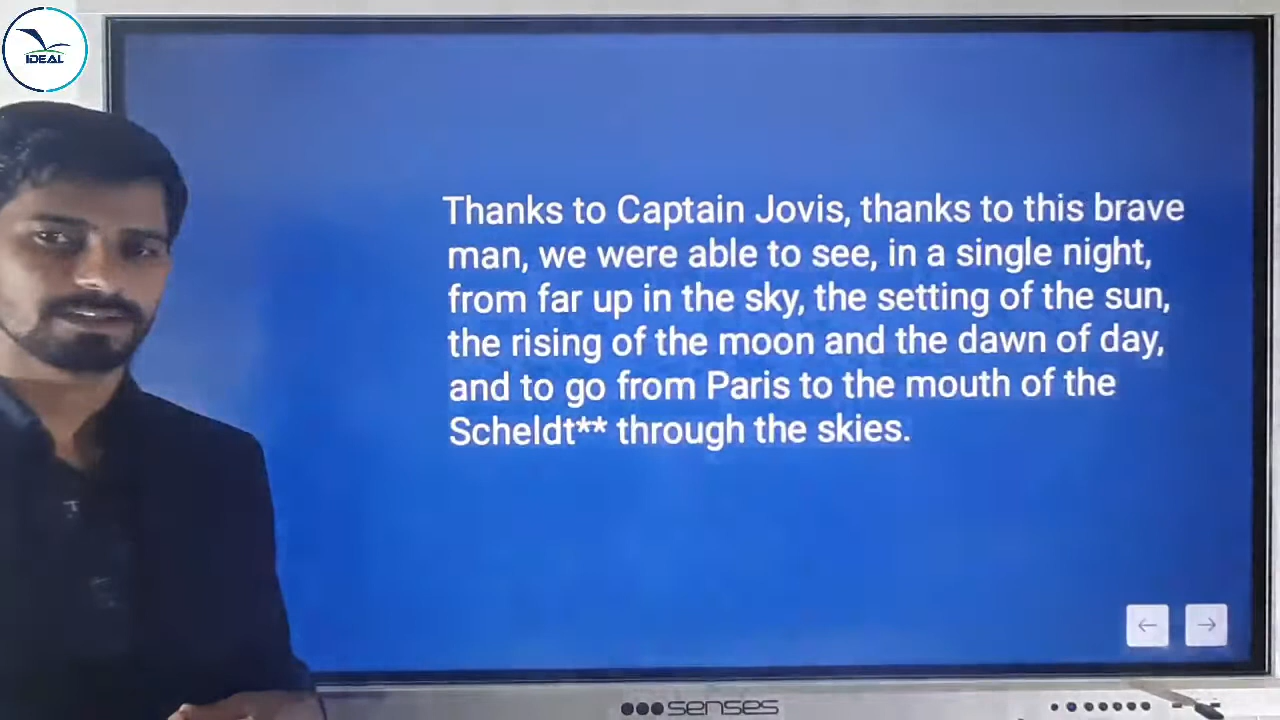 IDEAL
Thanks to Captain Jovis, thanks to this brave
man, we were able to see, in a single night,
from far up in the sky, the setting of the sun,
the rising of the moon and the dawn of day,
and to go from Paris to the mouth of the
Scheldt** through the skies.
senses